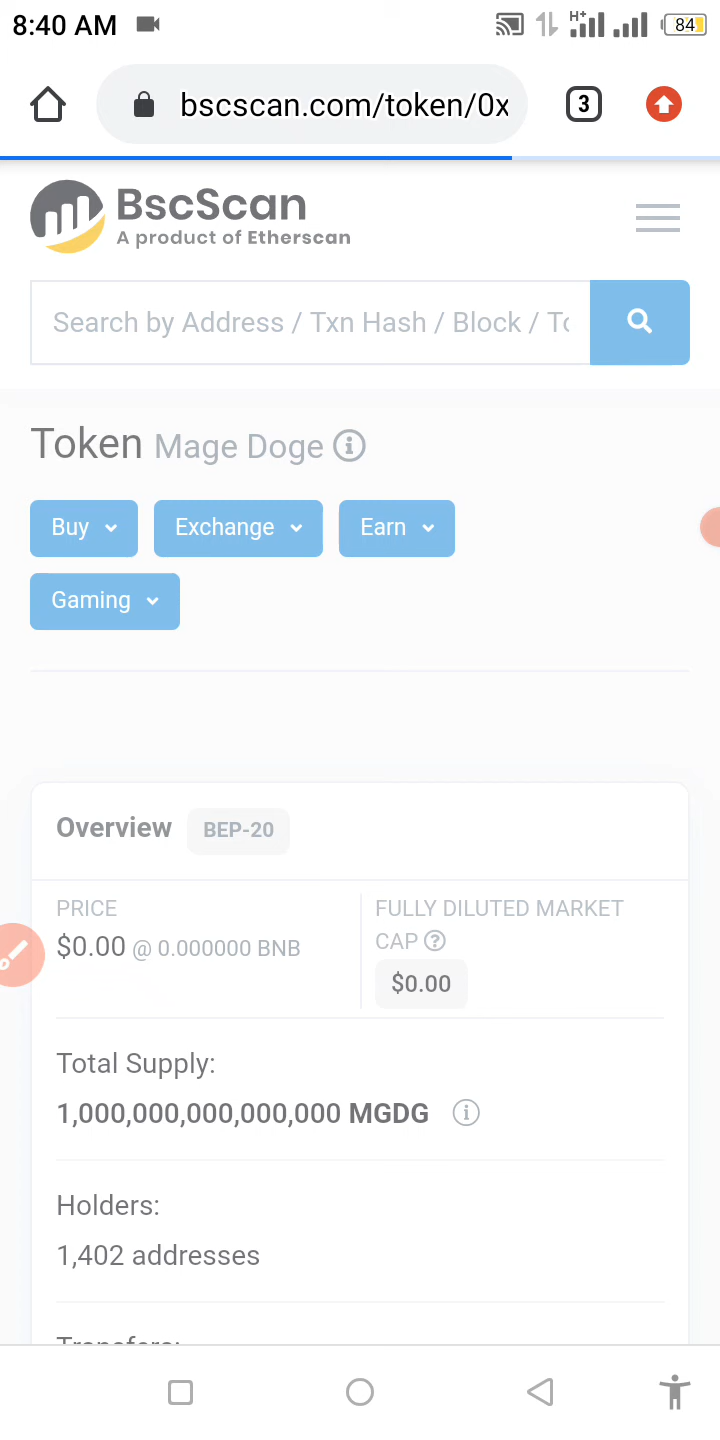 8:40 AM
H+
84
bscscan.com/token/0x
3
BscScan
A product of Etherscan
Search by Address / Txn Hash / Block / To
Token Mage Doge
Buy
Exchange
Earn
Gaming
Overview
BEP-20
PRICE
$0.00 @ 0.000000 BNB
FULLY DILUTED MARKET
CAP
$0.00
Total Supply:
1,000,000,000,000,000 MGDG
Holders:
1,402 addresses
Transfers: